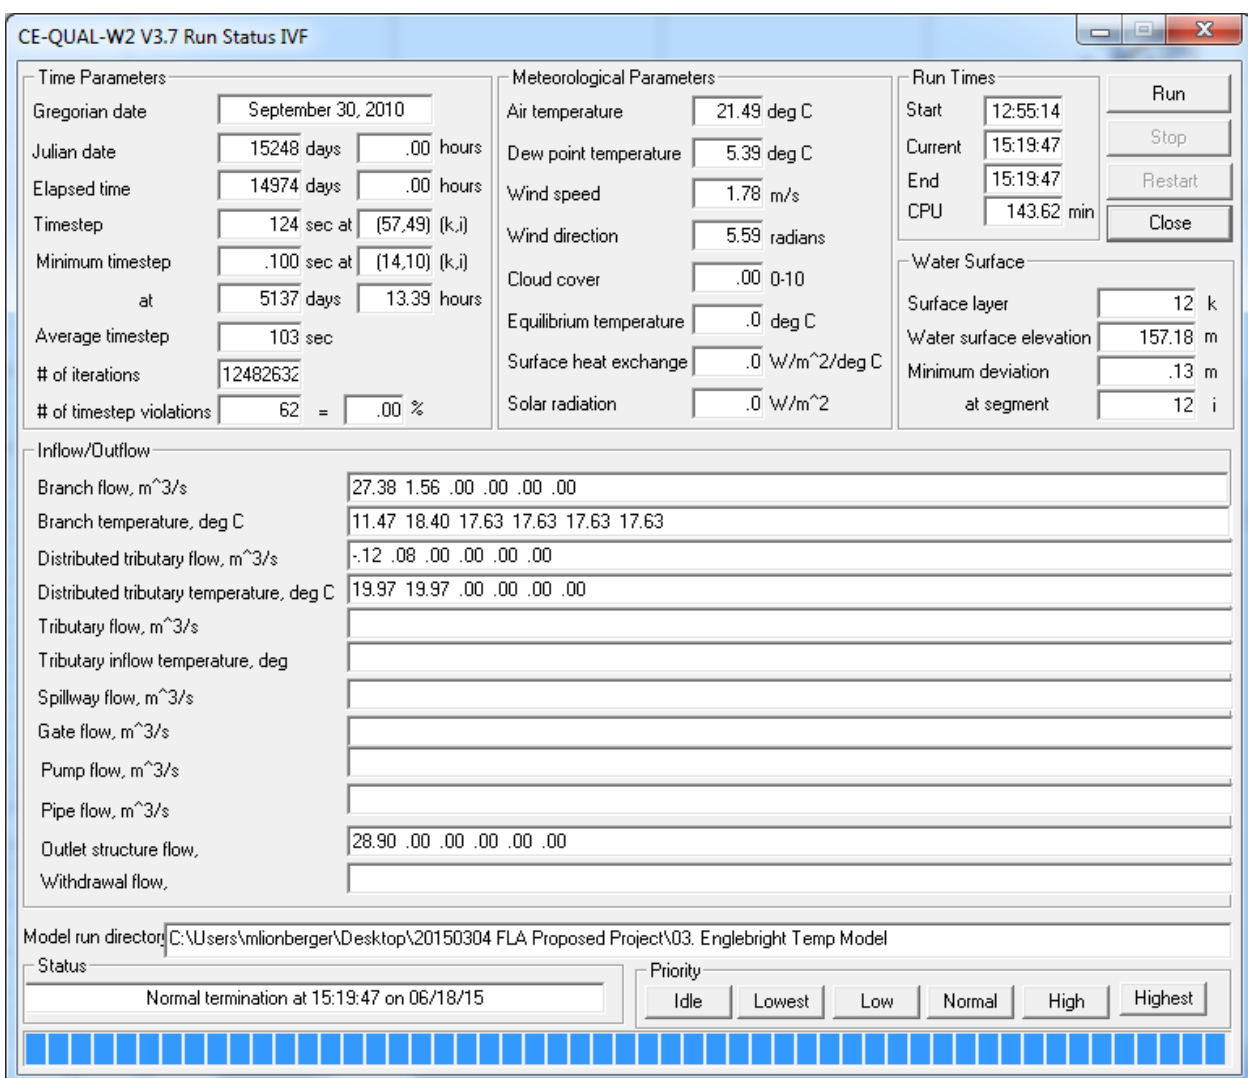 CE-QUAL-W2 V3.7 Run Status IVF
Time Parameters
Gregorian date September 30, 2010
Julian date 15248 days .00 hours
Elapsed time 14974 days .00 hours
Timestep 124 sec at (57,49) (k,i)
Minimum timestep .100 sec at (14,10) (k,i)
at 5137 days 13.39 hours
Average timestep 103 sec
# of iterations 12482632
# of timestep violations 62 = .00 %
Meteorological Parameters
Air temperature 21.49 deg C
Dew point temperature 5.39 deg C
Wind speed 1.78 m/s
Wind direction 5.59 radians
Cloud cover .00 0-10
Equilibrium temperature .0 deg C
Surface heat exchange .0 W/m^2/deg C
Solar radiation .0 W/m^2
Run Times
Start 12:55:14
Current 15:19:47
End 15:19:47
CPU 143.62 min
Run
Stop
Restart
Close
Water Surface
Surface layer 12 k
Water surface elevation 157.18 m
Minimum deviation .13 m
at segment 12 i
Inflow/Outflow
Branch flow, m^3/s 27.38 1.56 .00 .00 .00 .00
Branch temperature, deg C 11.47 18.40 17.63 17.63 17.63 17.63
Distributed tributary flow, m^3/s -.12 .08 .00 .00 .00 .00
Distributed tributary temperature, deg C 19.97 19.97 .00 .00 .00 .00
Tributary flow, m^3/s
Tributary inflow temperature, deg
Spillway flow, m^3/s
Gate flow, m^3/s
Pump flow, m^3/s
Pipe flow, m^3/s
Outlet structure flow, 28.90 .00 .00 .00 .00 .00
Withdrawal flow,
Model run director C:\Users\mlionberger\Desktop\20150304 FLA Proposed Project\03. Englebright Temp Model
Status
Normal termination at 15:19:47 on 06/18/15
Priority
Idle Lowest Low Normal High Highest